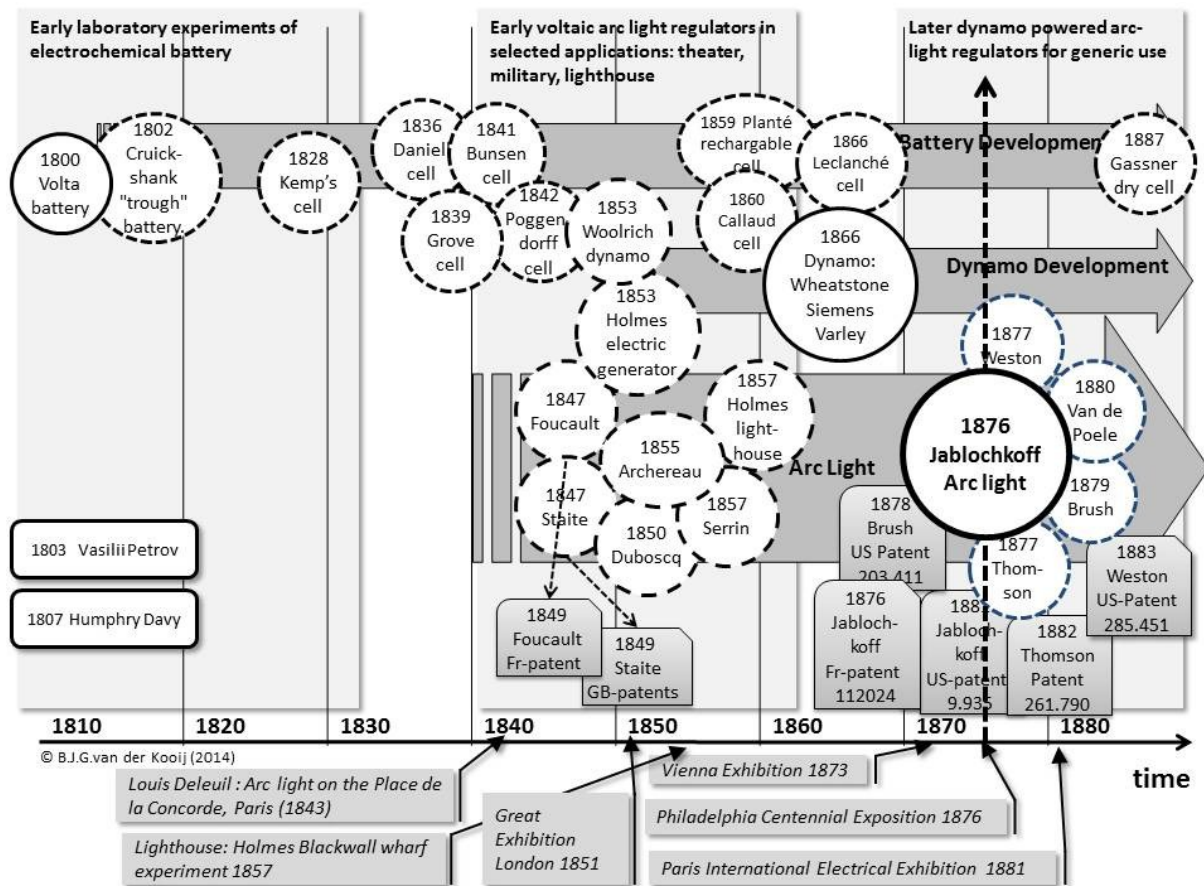 Early laboratory experiments of
electrochemical battery
Early voltaic arc light regulators in
selected applications: theater,
military, lighthouse
Later dynamo powered arc-
light regulators for generic use
1800
Volta
battery
1802
Cruick-
shank
"trough"
battery.
1828
Kemp's
cell
1836
Daniell
cell
1839
Grove
cell
1841
Bunsen
cell
1842
Poggen
dorff
cell
1853
Woolrich
dynamo
1859 Planté
rechargable
cell
1860
Callaud
cell
1866
Leclanché
cell
Battery Development
1887
Gassner
dry cell
1866
Dynamo:
Wheatstone
Siemens
Varley
Dynamo Development
1853
Holmes
electric
generator
1847
Foucault
1847
Staite
1855
Archereau
1850
Duboscq
1857
Holmes
light-
house
1857
Serrin
Arc Light
1877
Weston
1876
Jablochkoff
Arc light
1880
Van de
Poele
1879
Brush
1877
Thom-
son
1803 Vasilii Petrov
1807 Humphry Davy
1849
Foucault
Fr-patent
1849
Staite
GB-patents
1878
Brush
US Patent
203.411
1876
Jabloch-
koff
Fr-patent
112024
Jabloch-
koff
US-patent
9.935
1882
Thomson
Patent
261.790
1883
Weston
US-Patent
285.451
1810
1820
1830
1840
1850
1860
1870
1880
© B.J.G.van der Kooij (2014)
time
Louis Deleuil : Arc light on the Place de
la Concorde, Paris (1843)
Lighthouse: Holmes Blackwall wharf
experiment 1857
Great
Exhibition
London 1851
Vienna Exhibition 1873
Philadelphia Centennial Exposition 1876
Paris International Electrical Exhibition 1881